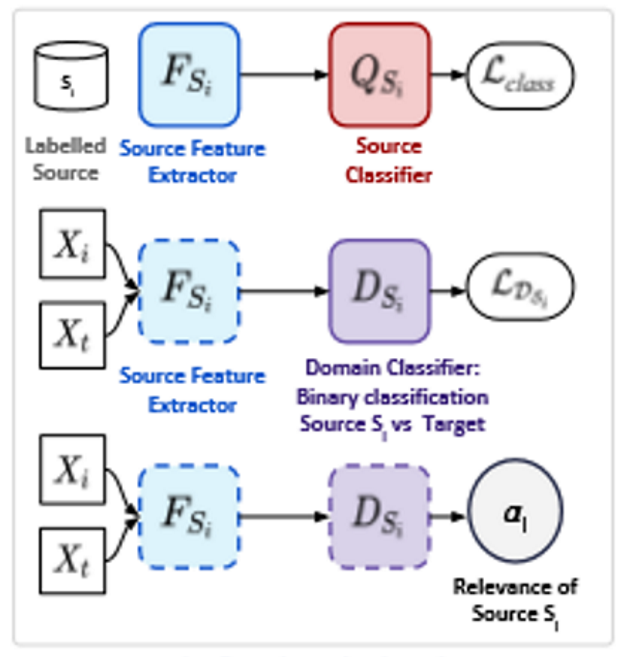 S_i
F_{S_i}
Q_{S_i}
\mathcal{L}_{class}
Labelled
Source
Source Feature
Extractor
Source
Classifier
X_i
X_t
F_{S_i}
D_{S_i}
\mathcal{L}_{\mathcal{D}_{S_i}}
Source Feature
Extractor
Domain Classifier:
Binary classification
Source S_i vs Target
X_i
X_t
F_{S_i}
D_{S_i}
α_i
Relevance of
Source S_i